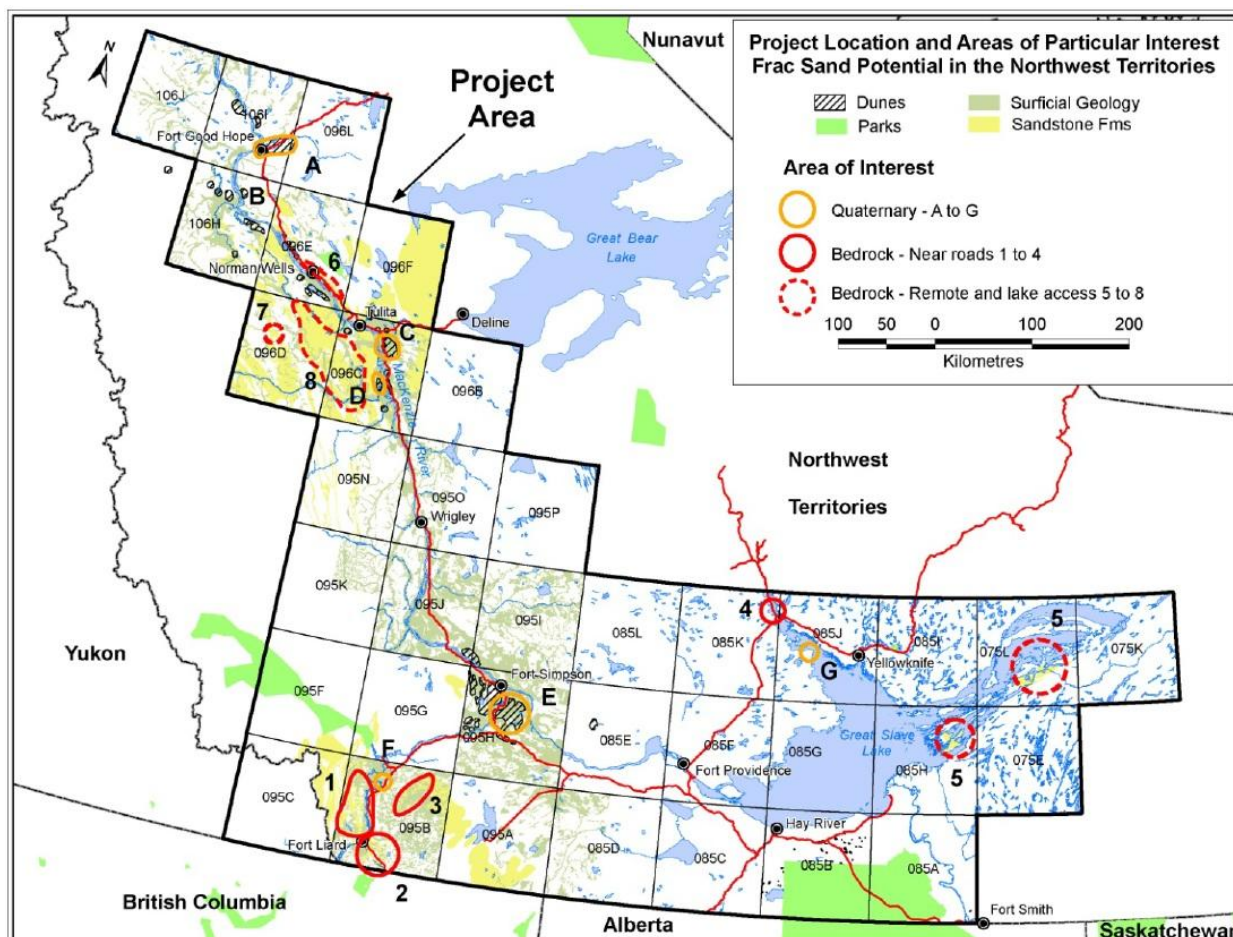 Project Location and Areas of Particular Interest
Frac Sand Potential in the Northwest Territories
Dunes
Surficial Geology
Parks
Sandstone Fms
Area of Interest
Quaternary - A to G
Bedrock - Near roads 1 to 4
Bedrock - Remote and lake access 5 to 8
100 50 0 100 200
Kilometres
N
Nunavut
Project
Area
106J
106I
096L
Fort Good Hope
A
B
106H
096E
096F
Great Bear
Lake
Norman Wells
6
7
Tulita
Deline
C
096D
096C
8
D
096B
MacKenzie
River
095N
095O
095P
Wrigley
Northwest
Territories
095K
095J
095I
085L
085K
4
085J
085I
075L
5
075K
Yukon
Fort Simpson
G
Yellowknife
095F
095G
E
095H
085E
085F
085G
Great Slave
Lake
085H
075E
5
F
Fort Providence
095C
1
3
095B
095A
Hay River
Fort Liard
085D
085C
085B
085A
2
British Columbia
Alberta
Fort Smith
Saskatchewan